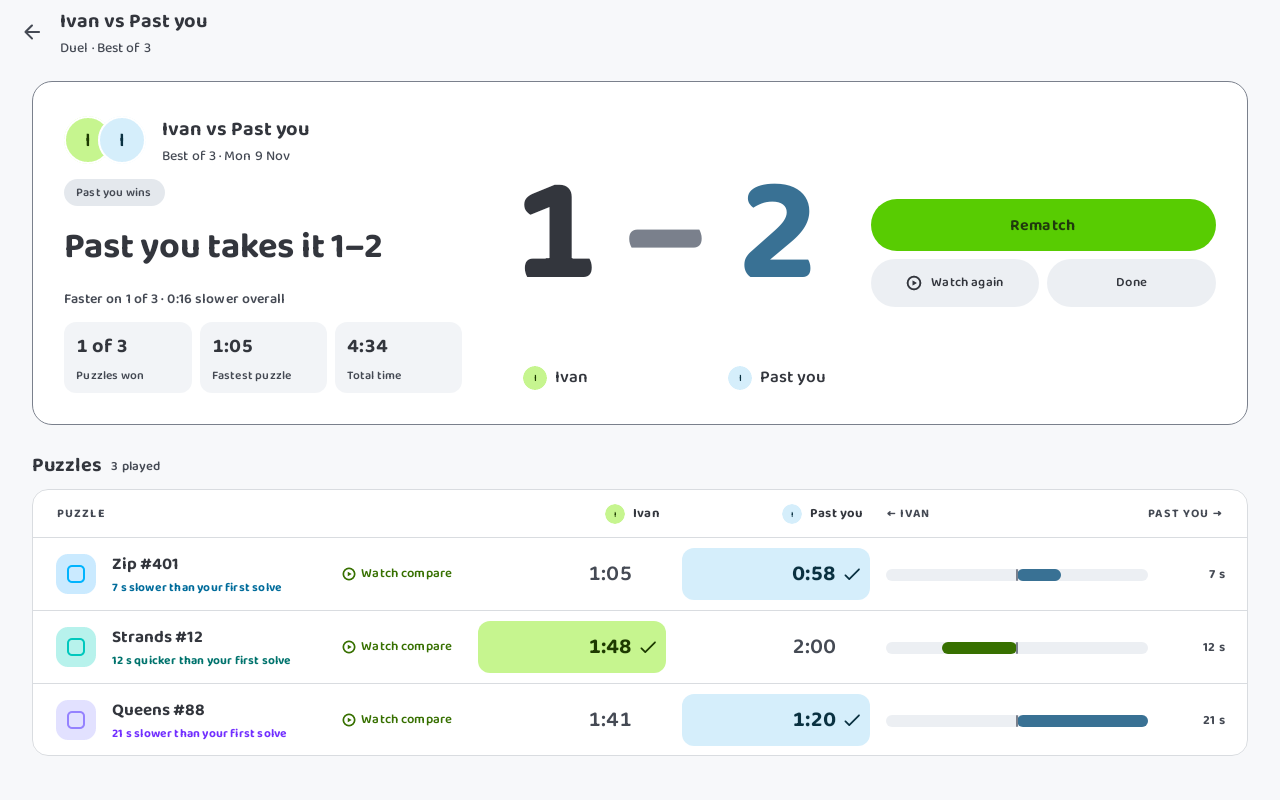 Ivan vs Past you
Duel · Best of 3
I I
Ivan vs Past you
Best of 3 · Mon 9 Nov
Past you wins
Past you takes it 1–2
Faster on 1 of 3 · 0:16 slower overall
1 of 3
Puzzles won
1:05
Fastest puzzle
4:34
Total time
1 – 2
I Ivan
I Past you
Rematch
Watch again
Done
Puzzles 3 played
PUZZLE I Ivan I Past you ← IVAN PAST YOU →
Zip #401
7 s slower than your first solve
Watch compare
1:05
0:58
7 s
Strands #12
12 s quicker than your first solve
Watch compare
1:48
2:00
12 s
Queens #88
21 s slower than your first solve
Watch compare
1:41
1:20
21 s